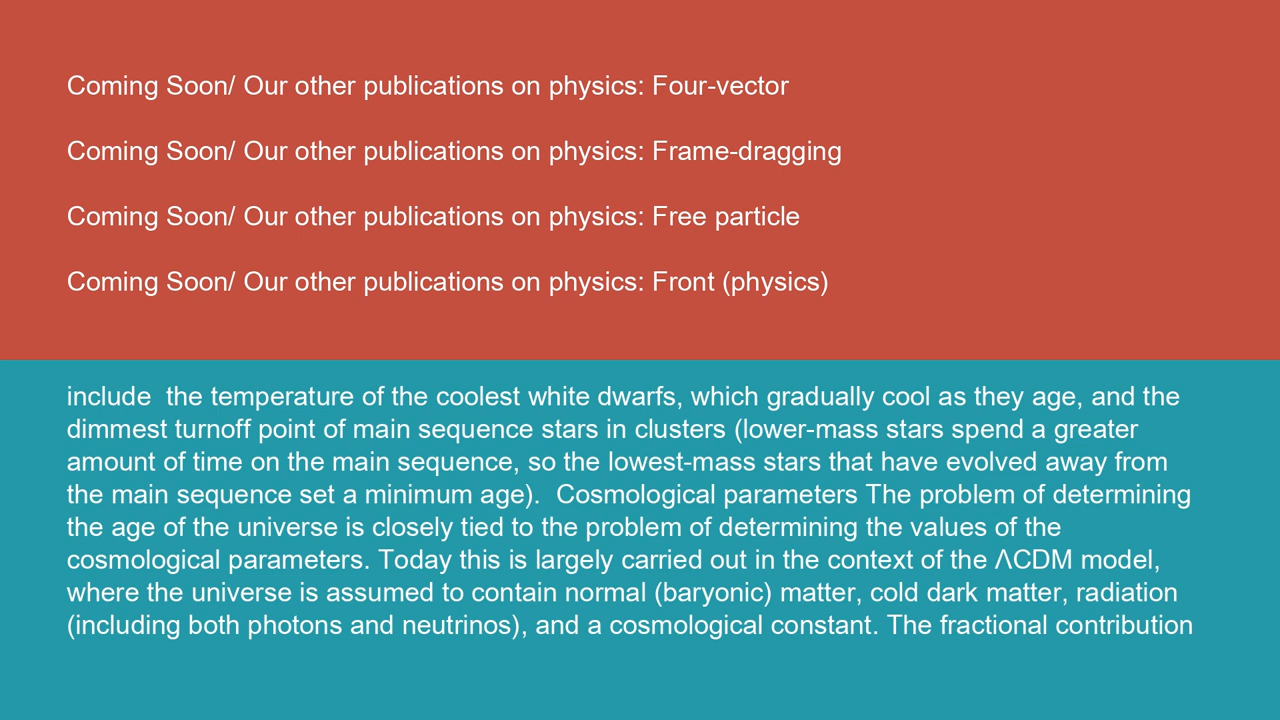 Coming Soon/ Our other publications on physics: Four-vector
Coming Soon/ Our other publications on physics: Frame-dragging
Coming Soon/ Our other publications on physics: Free particle
Coming Soon/ Our other publications on physics: Front (physics)
include  the temperature of the coolest white dwarfs, which gradually cool as they age, and the
dimmest turnoff point of main sequence stars in clusters (lower-mass stars spend a greater
amount of time on the main sequence, so the lowest-mass stars that have evolved away from
the main sequence set a minimum age).  Cosmological parameters The problem of determining
the age of the universe is closely tied to the problem of determining the values of the
cosmological parameters. Today this is largely carried out in the context of the ΛCDM model,
where the universe is assumed to contain normal (baryonic) matter, cold dark matter, radiation
(including both photons and neutrinos), and a cosmological constant. The fractional contribution